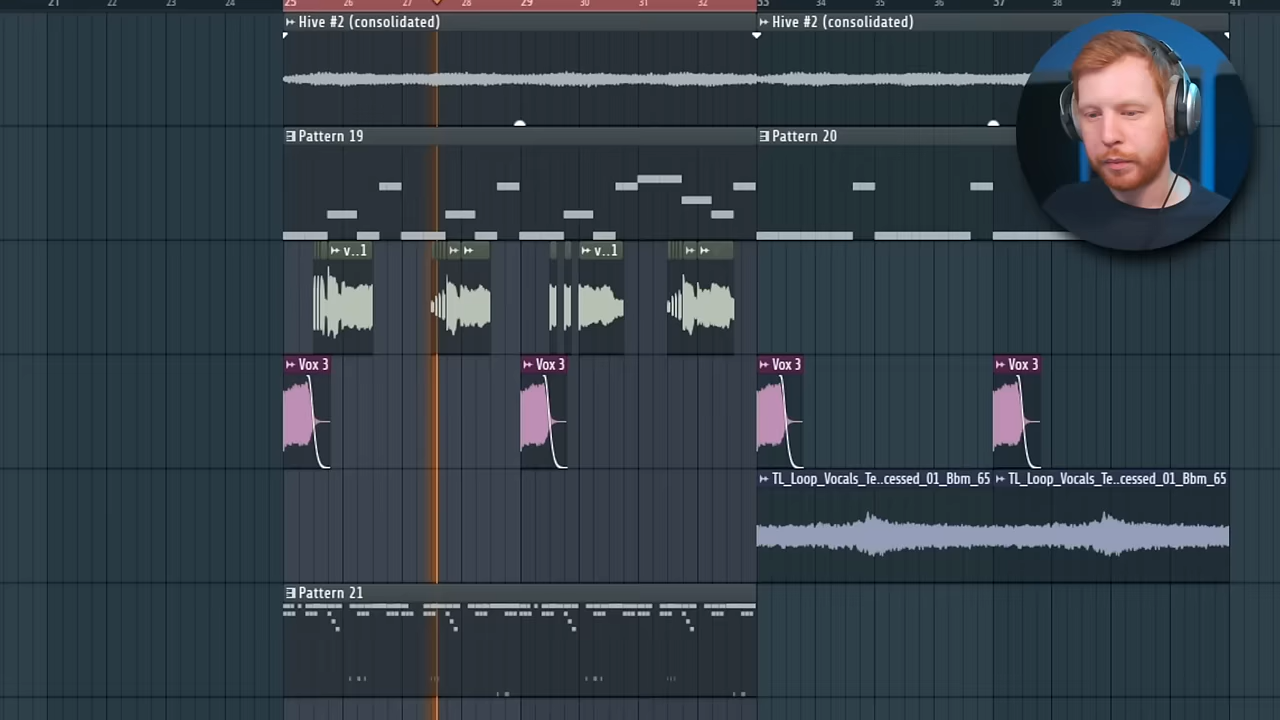 21 22 23 24 25 26 27 28 29 30 31 32 33 34 35 36 37 38 39 40 41
Hive #2 (consolidated) Hive #2 (consolidated)
Pattern 19 Pattern 20
v..1 v..1
Vox 3 Vox 3 Vox 3 Vox 3
TL_Loop_Vocals_Te..cessed_01_Bbm_65 TL_Loop_Vocals_Te..cessed_01_Bbm_65
Pattern 21